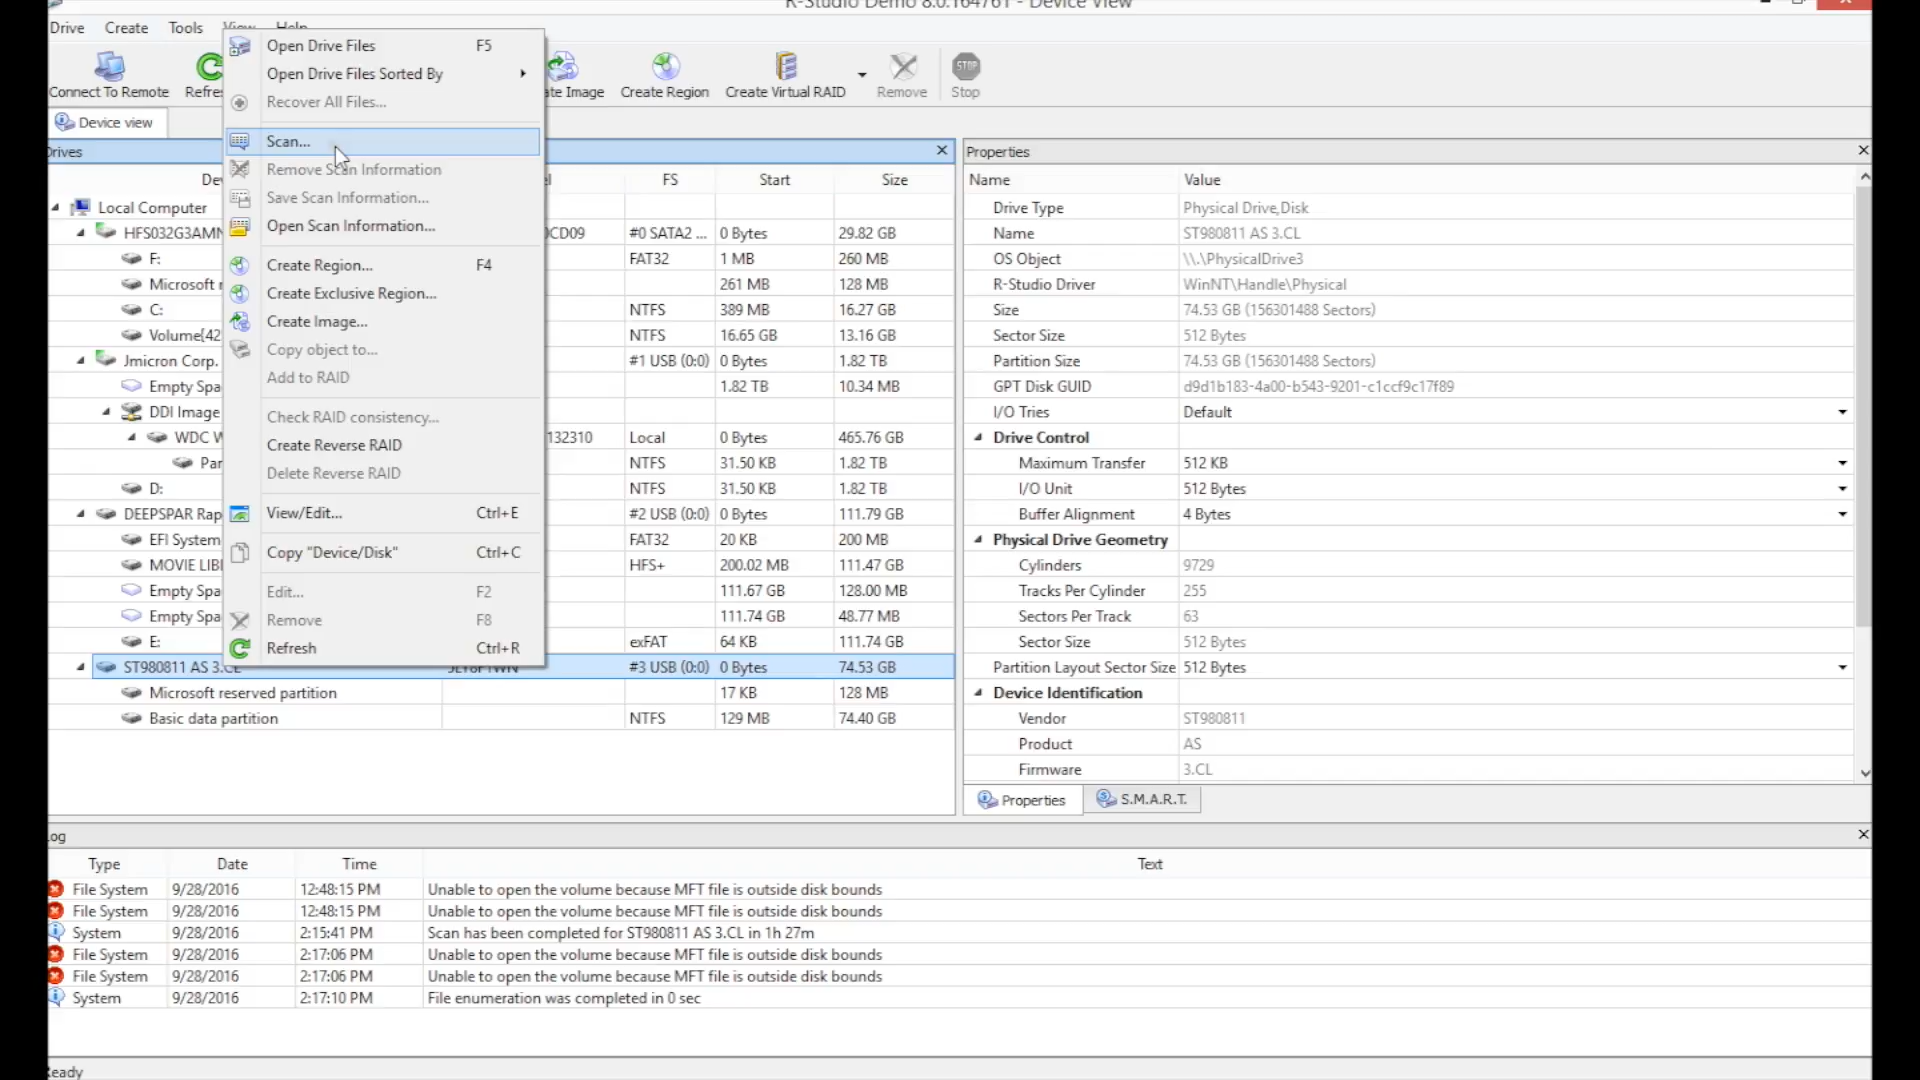 R-Studio Demo 8.0.164761 - Device View
Drive Create Tools View Help
Connect To Remote Refre
ate Image Create Region Create Virtual RAID Remove Stop
STOP
Device view
Open Drive Files F5
Open Drive Files Sorted By
Recover All Files...
Scan...
Remove Scan Information
Save Scan Information...
Open Scan Information...
Create Region... F4
Create Exclusive Region...
Create Image...
Copy object to...
Add to RAID
Check RAID consistency...
Create Reverse RAID
Delete Reverse RAID
View/Edit... Ctrl+E
Copy "Device/Disk" Ctrl+C
Edit... F2
Remove F8
Refresh Ctrl+R
Drives
De FS Start Size
Local Computer
HFS032G3AMN 0CD09 #0 SATA2 ... 0 Bytes 29.82 GB
F: FAT32 1 MB 260 MB
Microsoft r 261 MB 128 MB
C: NTFS 389 MB 16.27 GB
Volume{42 NTFS 16.65 GB 13.16 GB
Jmicron Corp. #1 USB (0:0) 0 Bytes 1.82 TB
Empty Spa 1.82 TB 10.34 MB
DDI Image
WDC W 132310 Local 0 Bytes 465.76 GB
Par NTFS 31.50 KB 1.82 TB
D: NTFS 31.50 KB 1.82 TB
DEEPSPAR Rap #2 USB (0:0) 0 Bytes 111.79 GB
EFI System FAT32 20 KB 200 MB
MOVIE LIB HFS+ 200.02 MB 111.47 GB
Empty Spa 111.67 GB 128.00 MB
Empty Spa 111.74 GB 48.77 MB
E: exFAT 64 KB 111.74 GB
ST980811 AS 3.CL #3 USB (0:0) 0 Bytes 74.53 GB
Microsoft reserved partition 17 KB 128 MB
Basic data partition NTFS 129 MB 74.40 GB
Properties
Name Value
Drive Type Physical Drive,Disk
Name ST980811 AS 3.CL
OS Object \\.\PhysicalDrive3
R-Studio Driver WinNT\Handle\Physical
Size 74.53 GB (156301488 Sectors)
Sector Size 512 Bytes
Partition Size 74.53 GB (156301488 Sectors)
GPT Disk GUID d9d1b183-4a00-b543-9201-c1ccf9c17f89
I/O Tries Default
Drive Control
Maximum Transfer 512 KB
I/O Unit 512 Bytes
Buffer Alignment 4 Bytes
Physical Drive Geometry
Cylinders 9729
Tracks Per Cylinder 255
Sectors Per Track 63
Sector Size 512 Bytes
Partition Layout Sector Size 512 Bytes
Device Identification
Vendor ST980811
Product AS
Firmware 3.CL
Properties S.M.A.R.T.
og
Type Date Time Text
File System 9/28/2016 12:48:15 PM Unable to open the volume because MFT file is outside disk bounds
File System 9/28/2016 12:48:15 PM Unable to open the volume because MFT file is outside disk bounds
System 9/28/2016 2:15:41 PM Scan has been completed for ST980811 AS 3.CL in 1h 27m
File System 9/28/2016 2:17:06 PM Unable to open the volume because MFT file is outside disk bounds
File System 9/28/2016 2:17:06 PM Unable to open the volume because MFT file is outside disk bounds
System 9/28/2016 2:17:10 PM File enumeration was completed in 0 sec
Ready